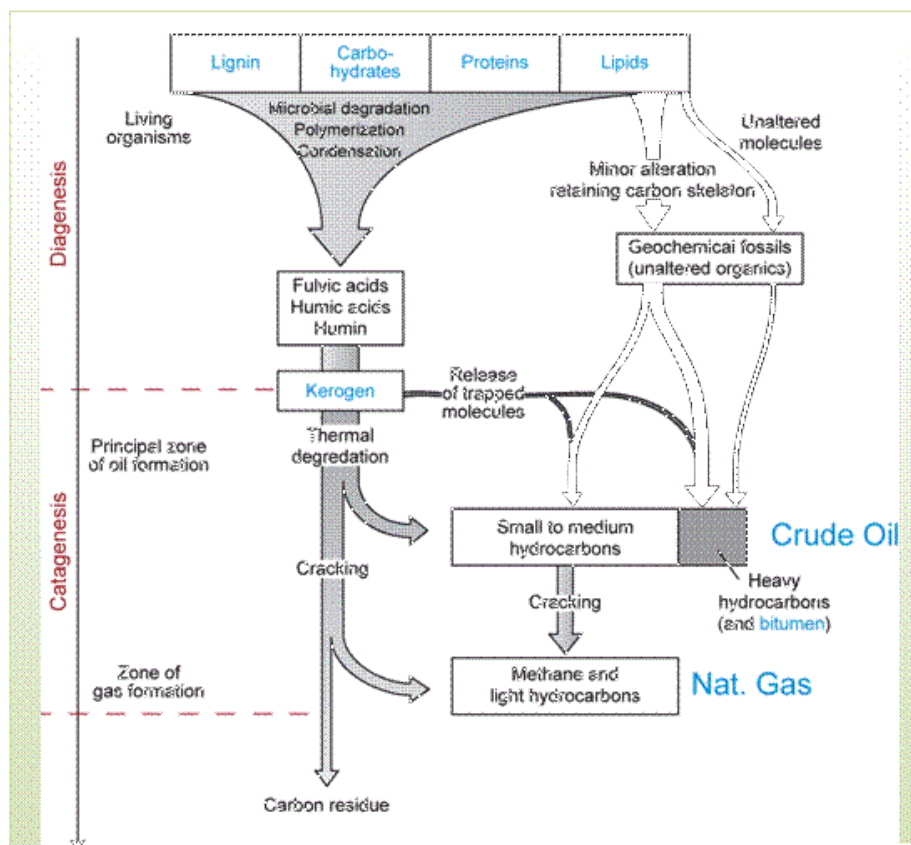 Lignin
Carbo-
hydrates
Proteins
Lipids
Living
organisms
Microbial degradation
Polymerization
Condensation
Unaltered
molecules
Minor alteration
retaining carbon skeleton
Diagenesis
Geochemical fossils
(unaltered organics)
Fulvic acids
Humic acids
Humin
Kerogen
Release
of trapped
molecules
Thermal
degredation
Principal zone
of oil formation
Catagenesis
Small to medium
hydrocarbons
Crude Oil
Cracking
Cracking
Heavy
hydrocarbons
(and bitumen)
Zone of
gas formation
Methane and
light hydrocarbons
Nat. Gas
Carbon residue